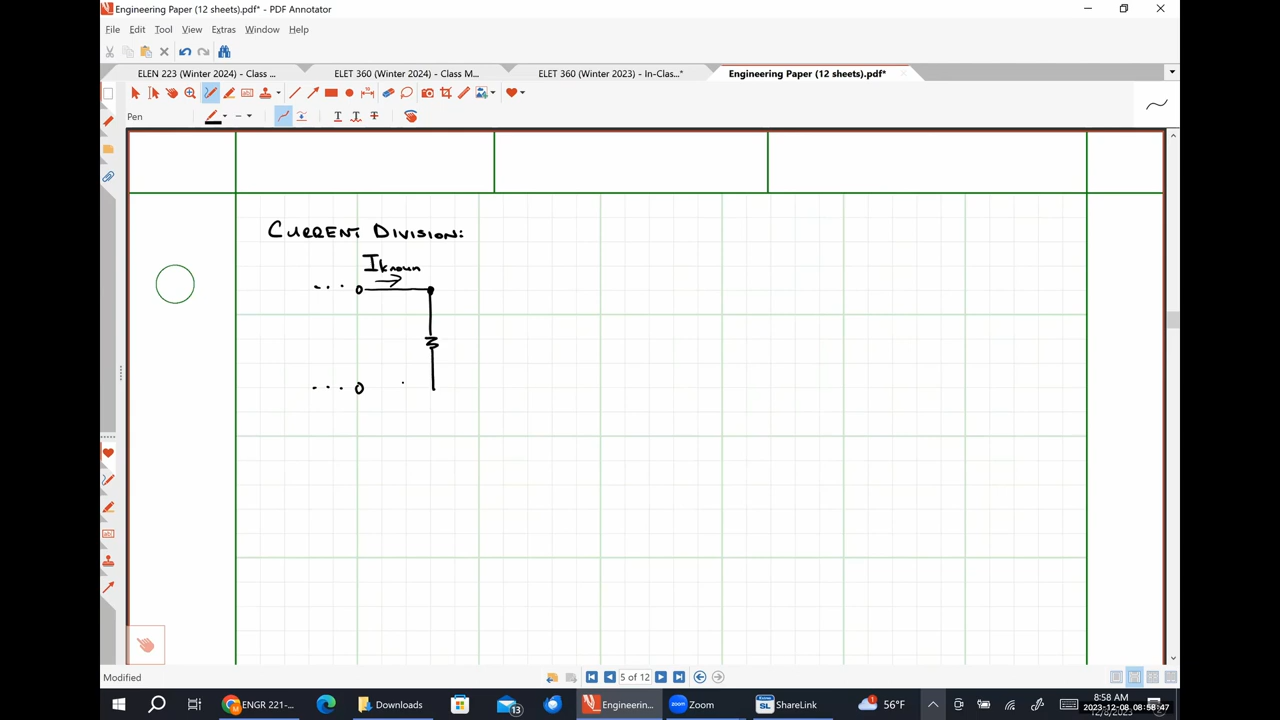 Engineering Paper (12 sheets).pdf* - PDF Annotator
File Edit Tool View Extras Window Help
ELEN 223 (Winter 2024) - Class ...
ELET 360 (Winter 2024) - Class M...
ELET 360 (Winter 2023) - In-Clas...*
Engineering Paper (12 sheets).pdf*
Pen
CURRENT DIVISION:
Iknown
Modified
5 of 12
ENGR 221-...
Downloads
13
Engineerin...
Zoom
ShareLink
1
56°F
8:58 AM
2023-12-08, 08:58:47